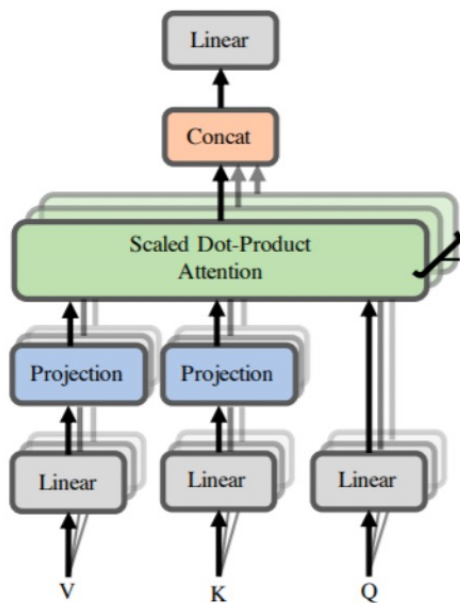 Linear
Concat
Scaled Dot-Product
Attention
Projection
Projection
Linear
Linear
Linear
V
K
Q